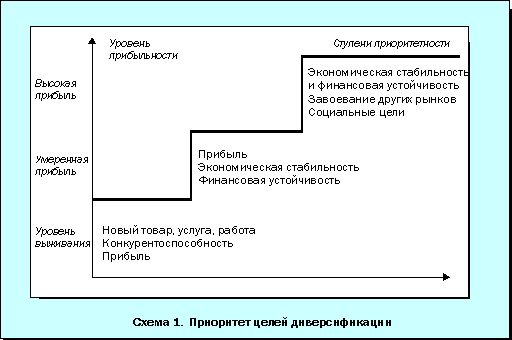 Уровень
прибыльности
Ступени приоритетности
Высокая
прибыль
Экономическая стабильность
и финансовая устойчивость
Завоевание других рынков
Социальные цели
Умеренная
прибыль
Прибыль
Экономическая стабильность
Финансовая устойчивость
Уровень
выживания
Новый товар, услуга, работа
Конкурентоспособность
Прибыль
Схема 1. Приоритет целей диверсификации